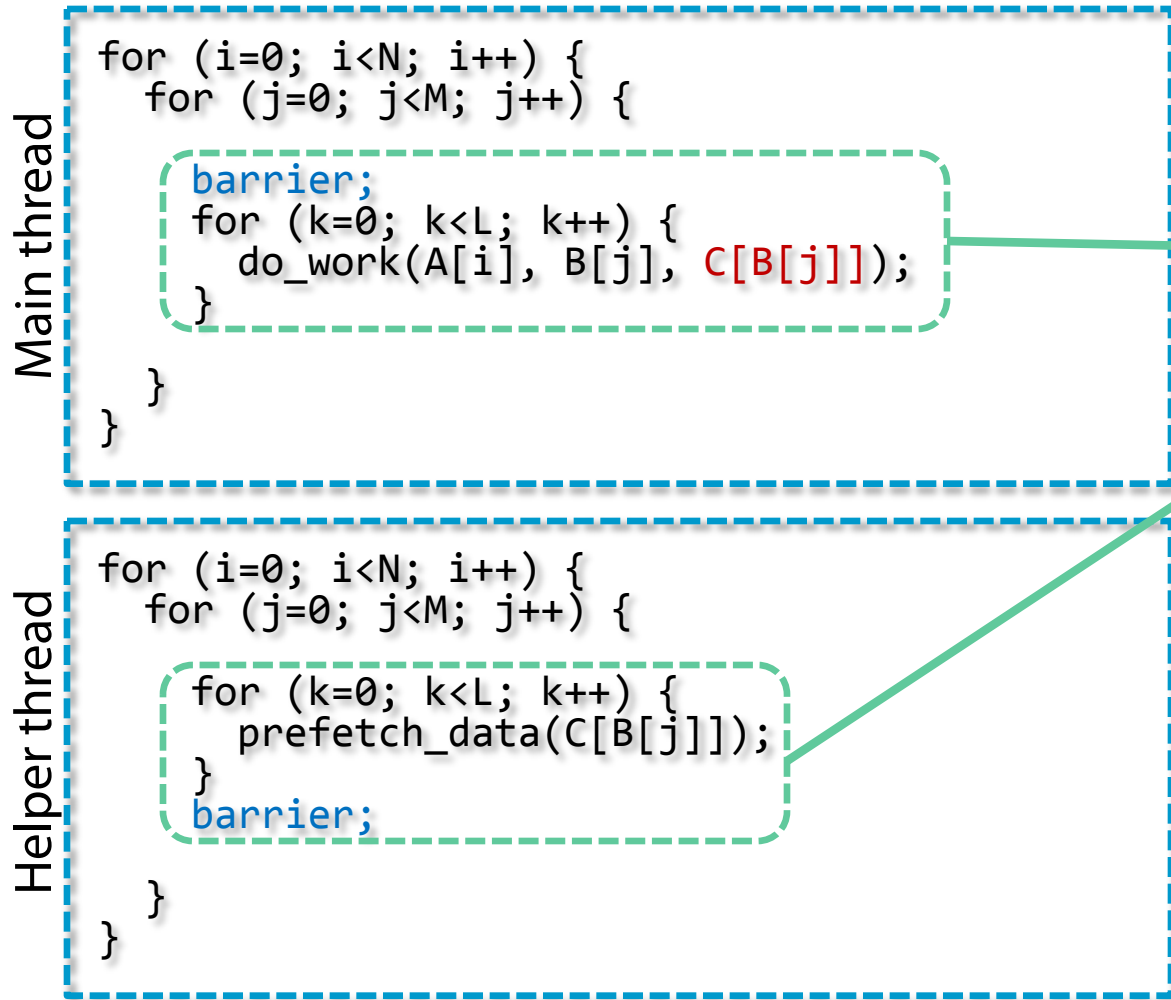 Main thread
for (i=0; i<N; i++) {
  for (j=0; j<M; j++) {
    barrier;
    for (k=0; k<L; k++) {
      do_work(A[i], B[j], C[B[j]]);
    }
  }
}
Helper thread
for (i=0; i<N; i++) {
  for (j=0; j<M; j++) {
    for (k=0; k<L; k++) {
      prefetch_data(C[B[j]]);
    }
    barrier;
  }
}